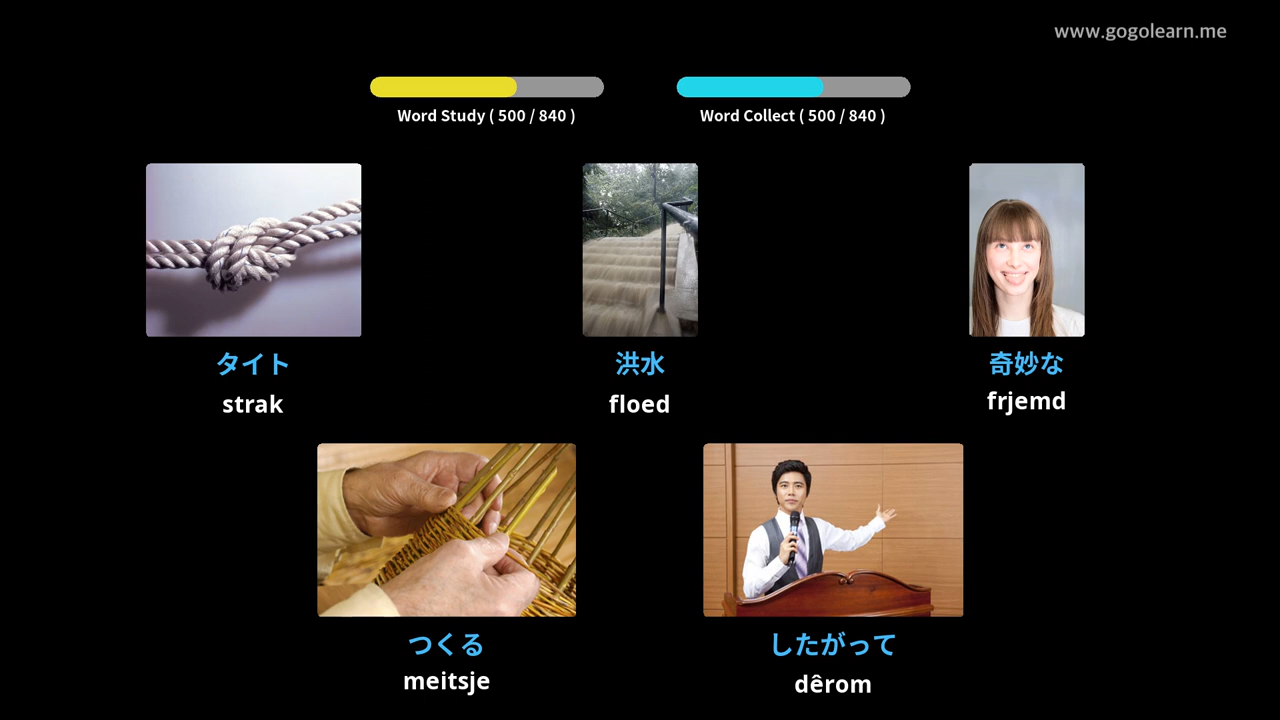 www.gogolearn.me
Word Study ( 500 / 840 )
Word Collect ( 500 / 840 )
タイト
strak
洪水
floed
奇妙な
frjemd
つくる
meitsje
したがって
dêrom